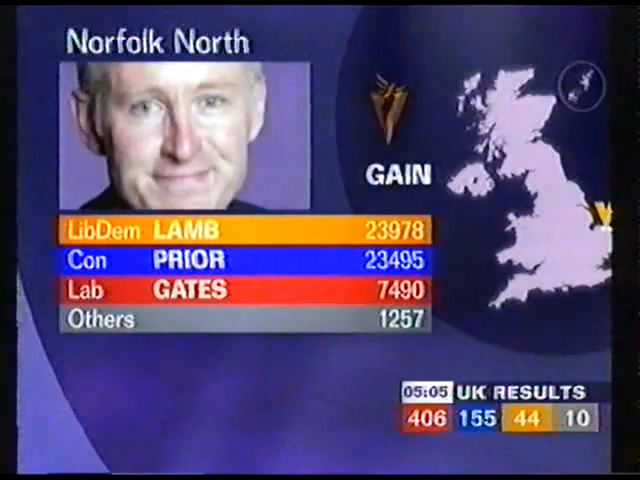 Norfolk North
GAIN
LibDem LAMB 23978
Con PRIOR 23495
Lab GATES 7490
Others 1257
05:05 UK RESULTS
406 155 44 10